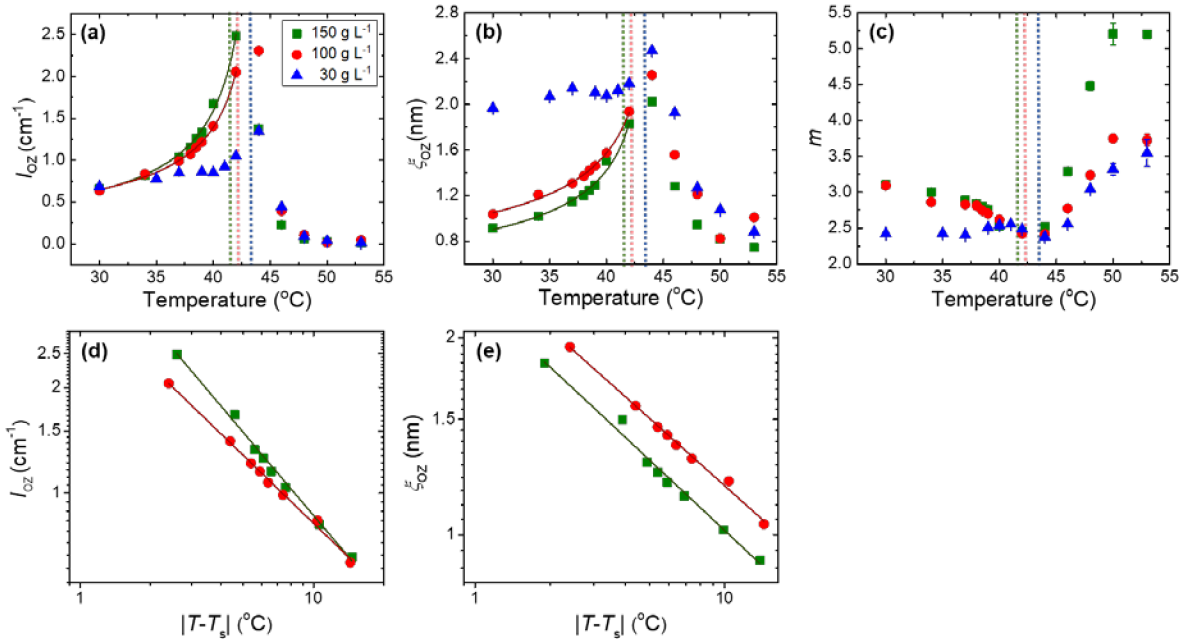 (a)
150 g L⁻¹
100 g L⁻¹
30 g L⁻¹
I_OZ (cm⁻¹)
2.5
2.0
1.5
1.0
0.5
0.0
30 35 40 45 50 55
Temperature (°C)
(b)
ξ_OZ (nm)
2.8
2.4
2.0
1.6
1.2
0.8
30 35 40 45 50 55
Temperature (°C)
(c)
m
5.5
5.0
4.5
4.0
3.5
3.0
2.5
2.0
30 35 40 45 50 55
Temperature (°C)
(d)
I_OZ (cm⁻¹)
2.5
2
1.5
1
1 10
|T-T_s| (°C)
(e)
ξ_OZ (nm)
2
1.5
1
1 10
|T-T_s| (°C)